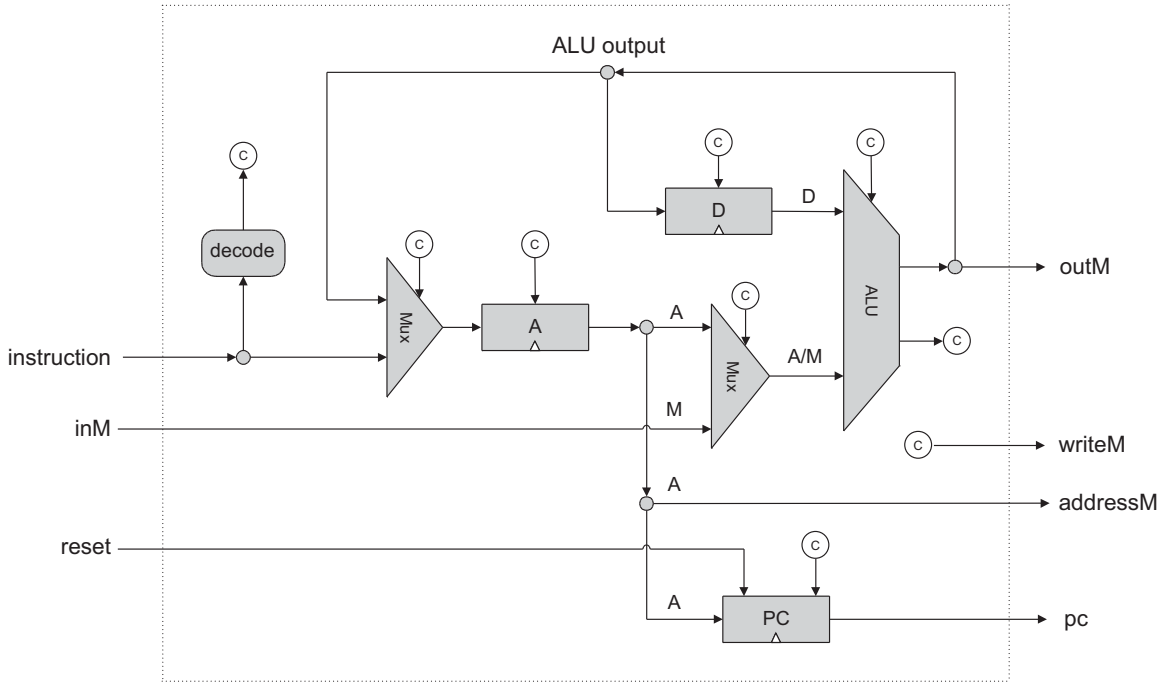 ALU output
C
C
C
D
D
decode
C
C
Mux
A
A
C
Mux
A/M
ALU
outM
C
instruction
M
inM
C
writeM
A
addressM
reset
C
A
PC
pc